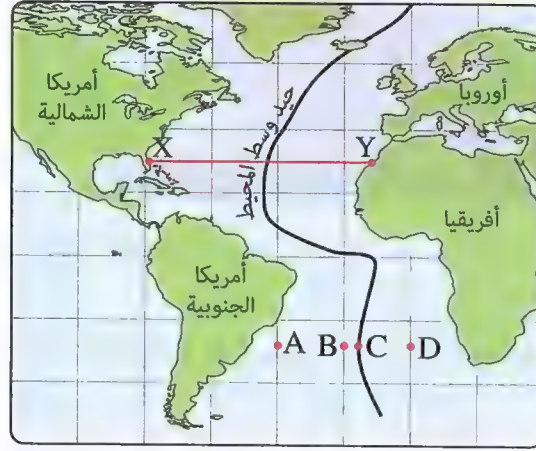 أمريكا
الشمالية
أوروبا
X
Y
حيد وسط المحيط
أفريقيا
أمريكا
الجنوبية
A
B
C
D